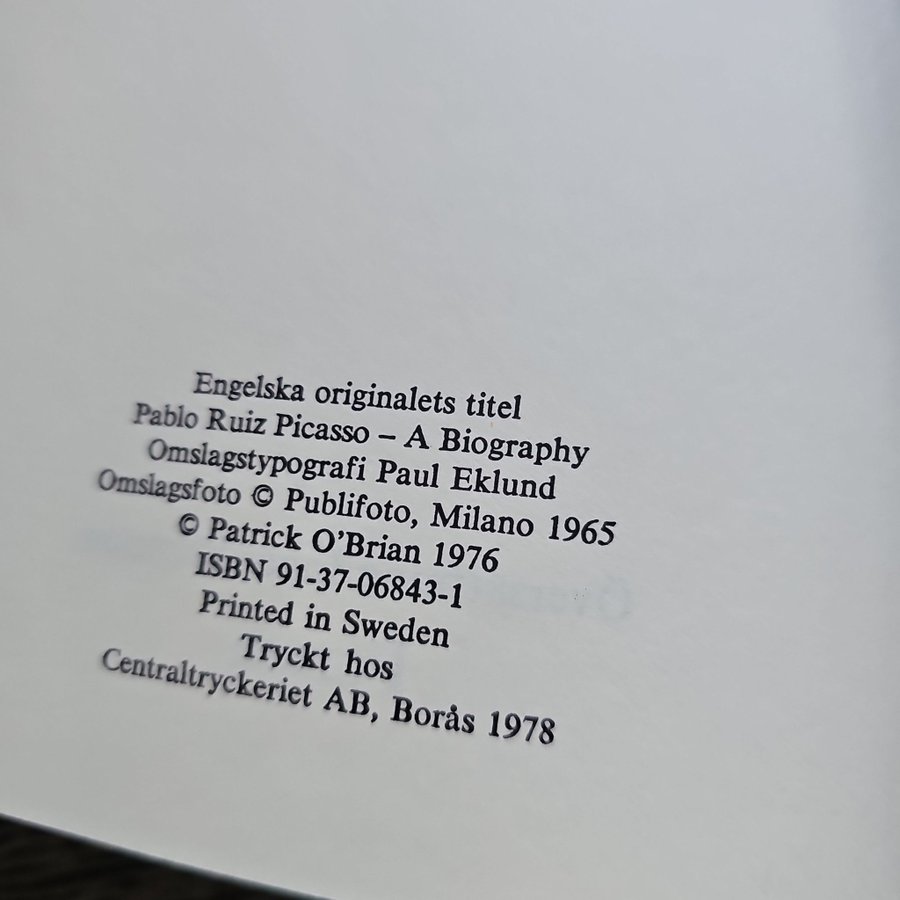 Engelska originalets titel
Pablo Ruiz Picasso – A Biography
Omslagstypografi Paul Eklund
Omslagsfoto © Publifoto, Milano 1965
© Patrick O’Brian 1976
ISBN 91-37-06843-1
Printed in Sweden
Tryckt hos
Centraltryckeriet AB, Borås 1978